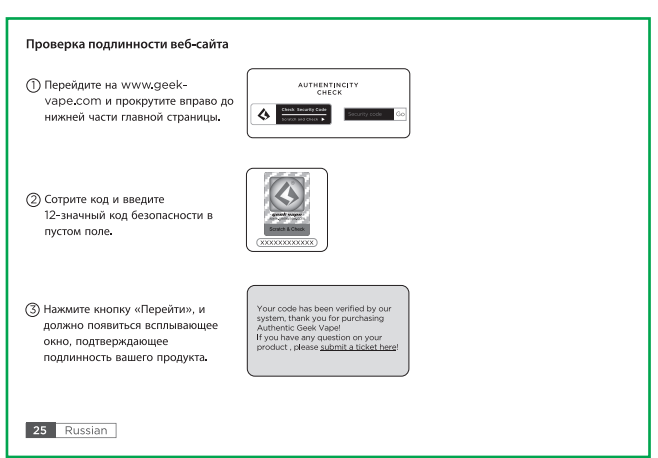 Проверка подлинности веб-сайта
① Перейдите на www.geek-
vape.com и прокрутите вправо до
нижней части главной страницы.
AUTHENTINCITY
CHECK
Check Security Code
Scratch and Check ▶
Security code
Go
② Сотрите код и введите
12-значный код безопасности в
пустом поле.
geek vape
Scratch & Check
XXXXXXXXXXXX
③ Нажмите кнопку «Перейти», и
должно появиться всплывающее
окно, подтверждающее
подлинность вашего продукта.
Your code has been verified by our
system, thank you for purchasing
Authentic Geek Vape!
If you have any question on your
product , please submit a ticket here!
25 Russian